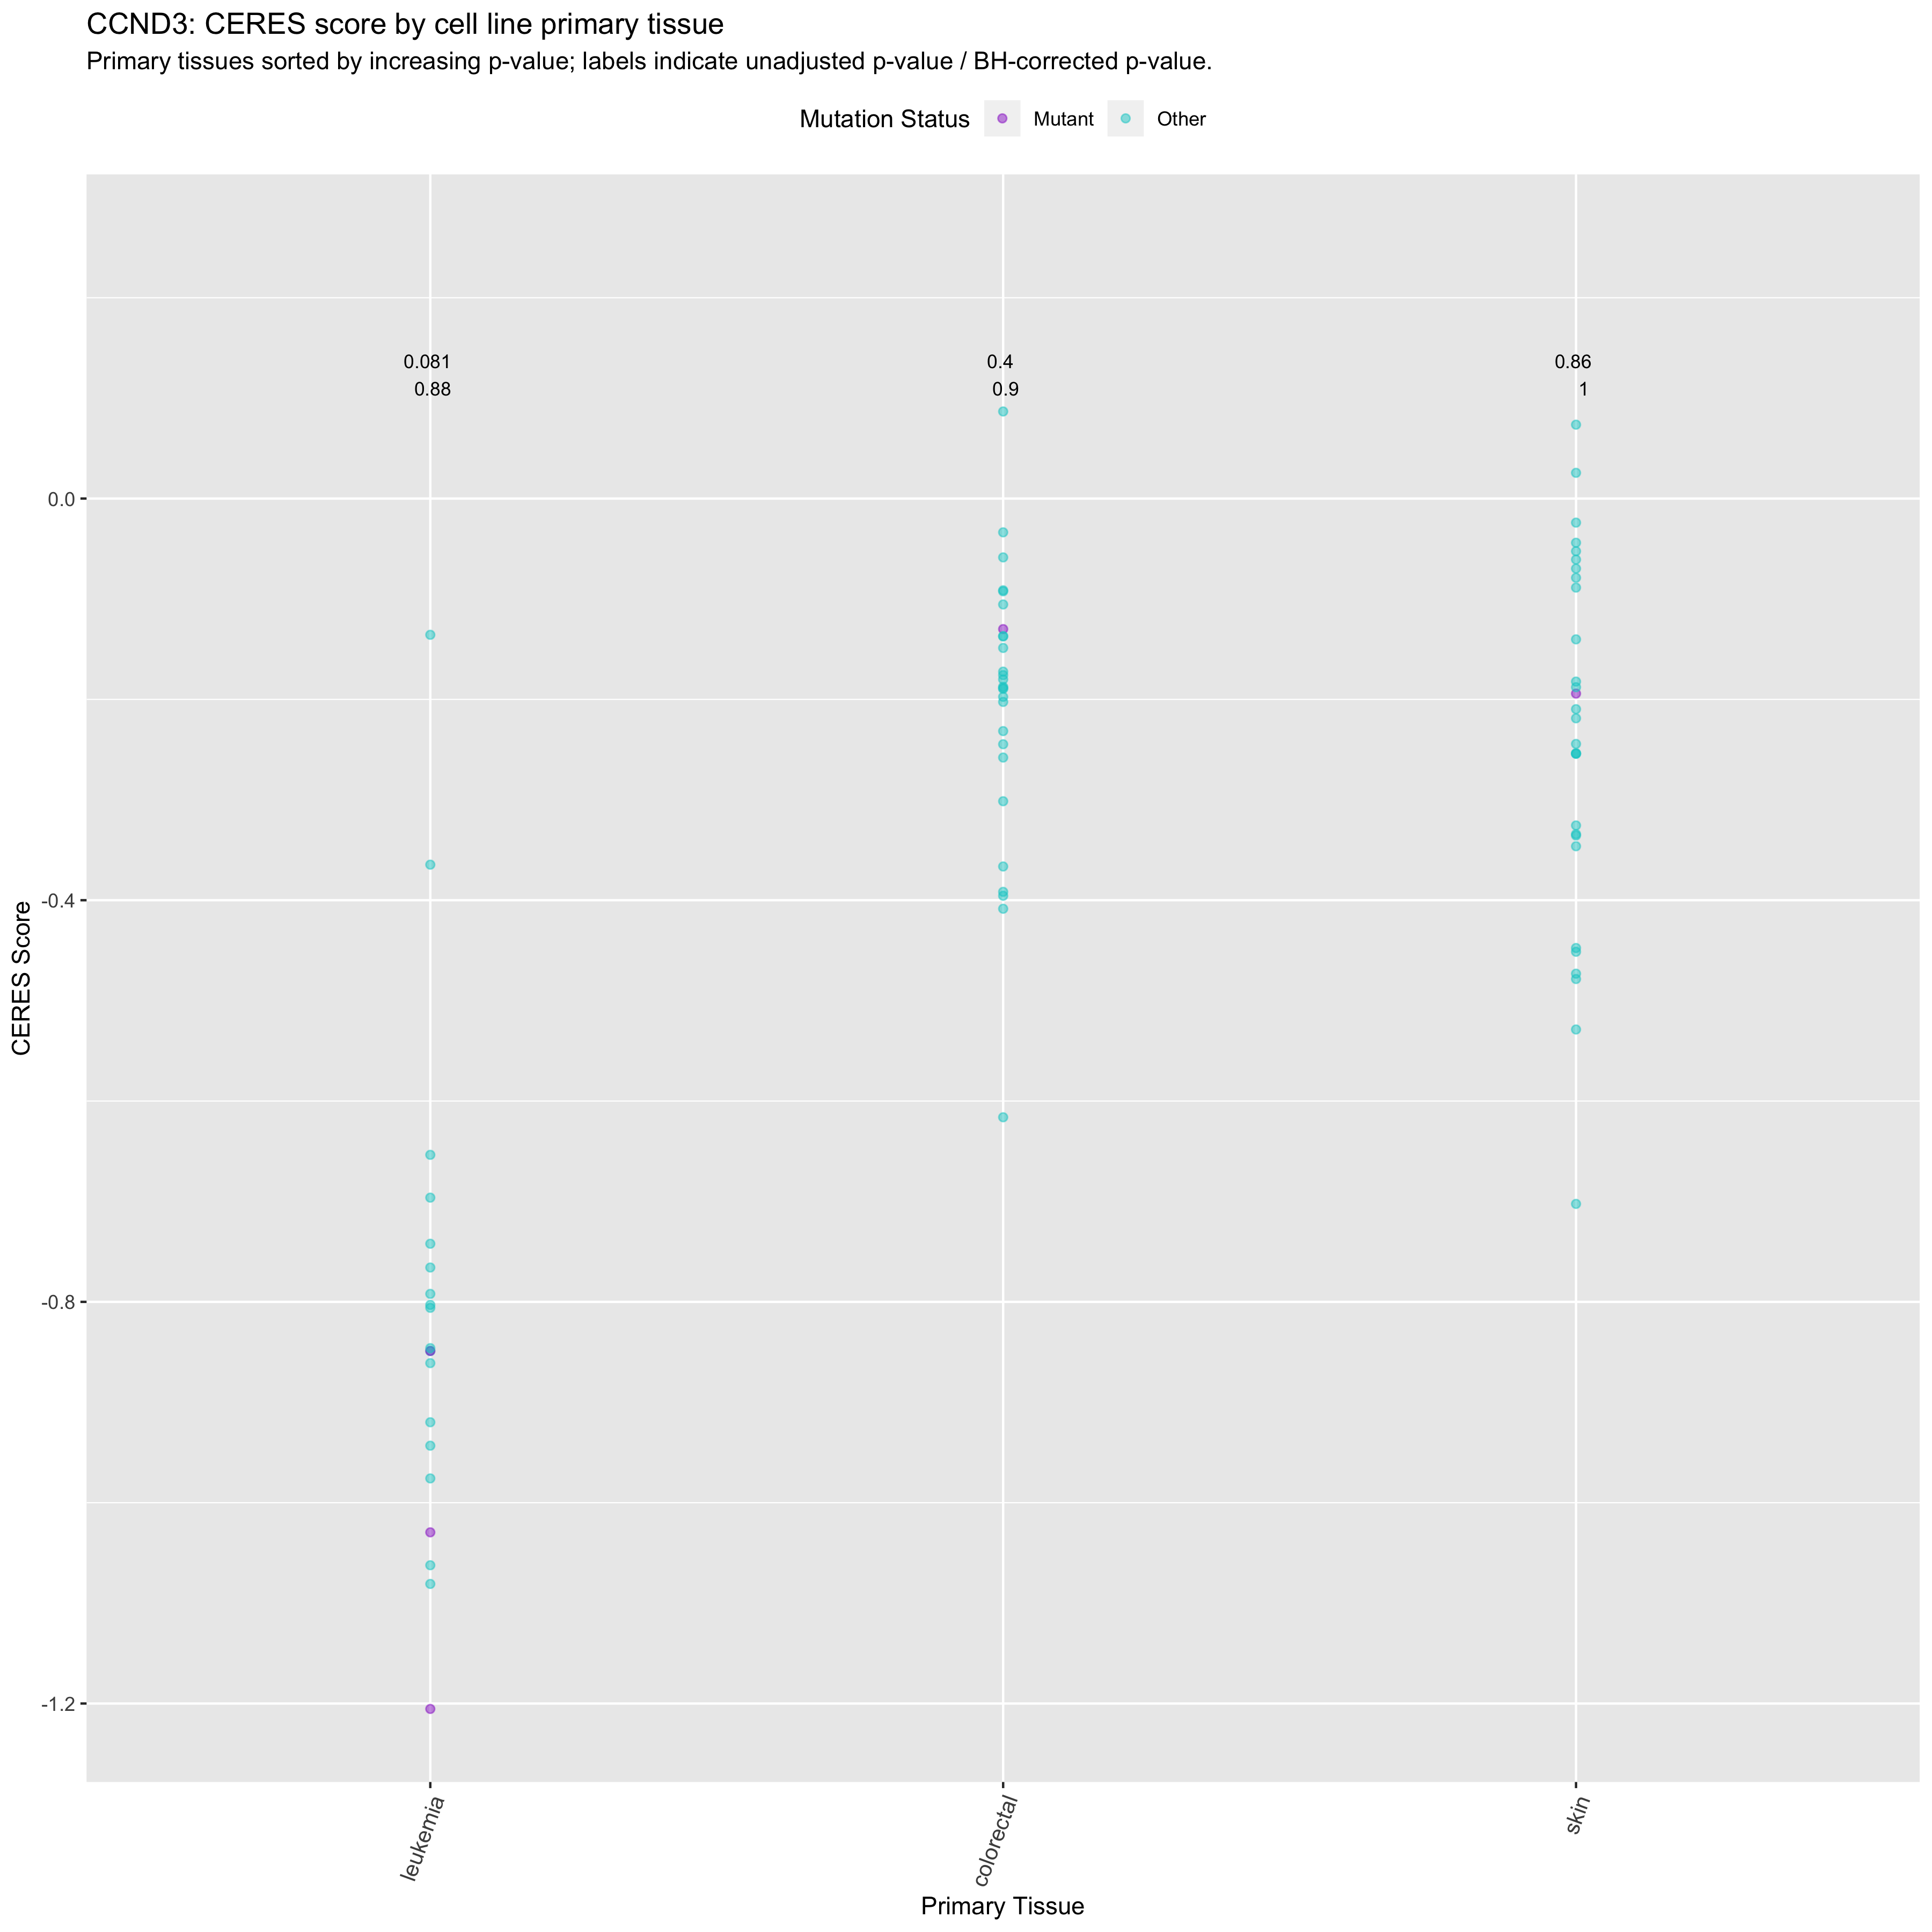 CCND3: CERES score by cell line primary tissue
Primary tissues sorted by increasing p-value; labels indicate unadjusted p-value / BH-corrected p-value.
Mutation Status Mutant Other
0.081 0.4 0.86
0.88 0.9 1
0.0
-0.4
-0.8
-1.2
CERES Score
leukemia colorectal skin
Primary Tissue